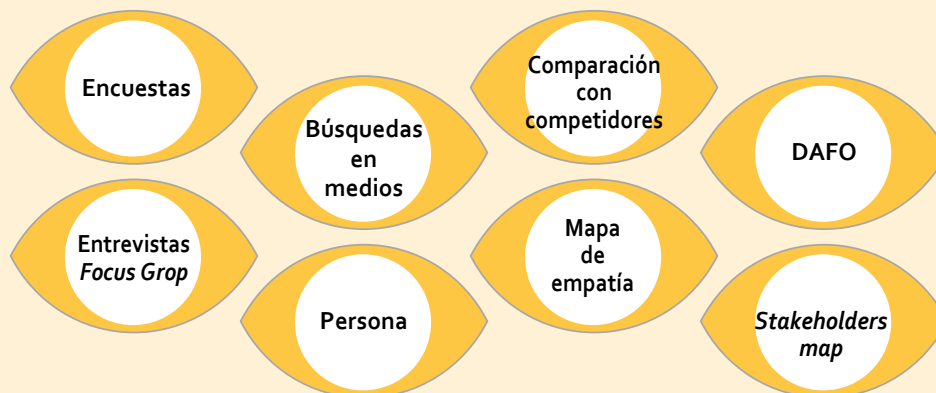 Encuestas
Búsquedas
en
medios
Comparación
con
competidores
DAFO
Entrevistas
Focus Grop
Persona
Mapa
de
empatía
Stakeholders
map